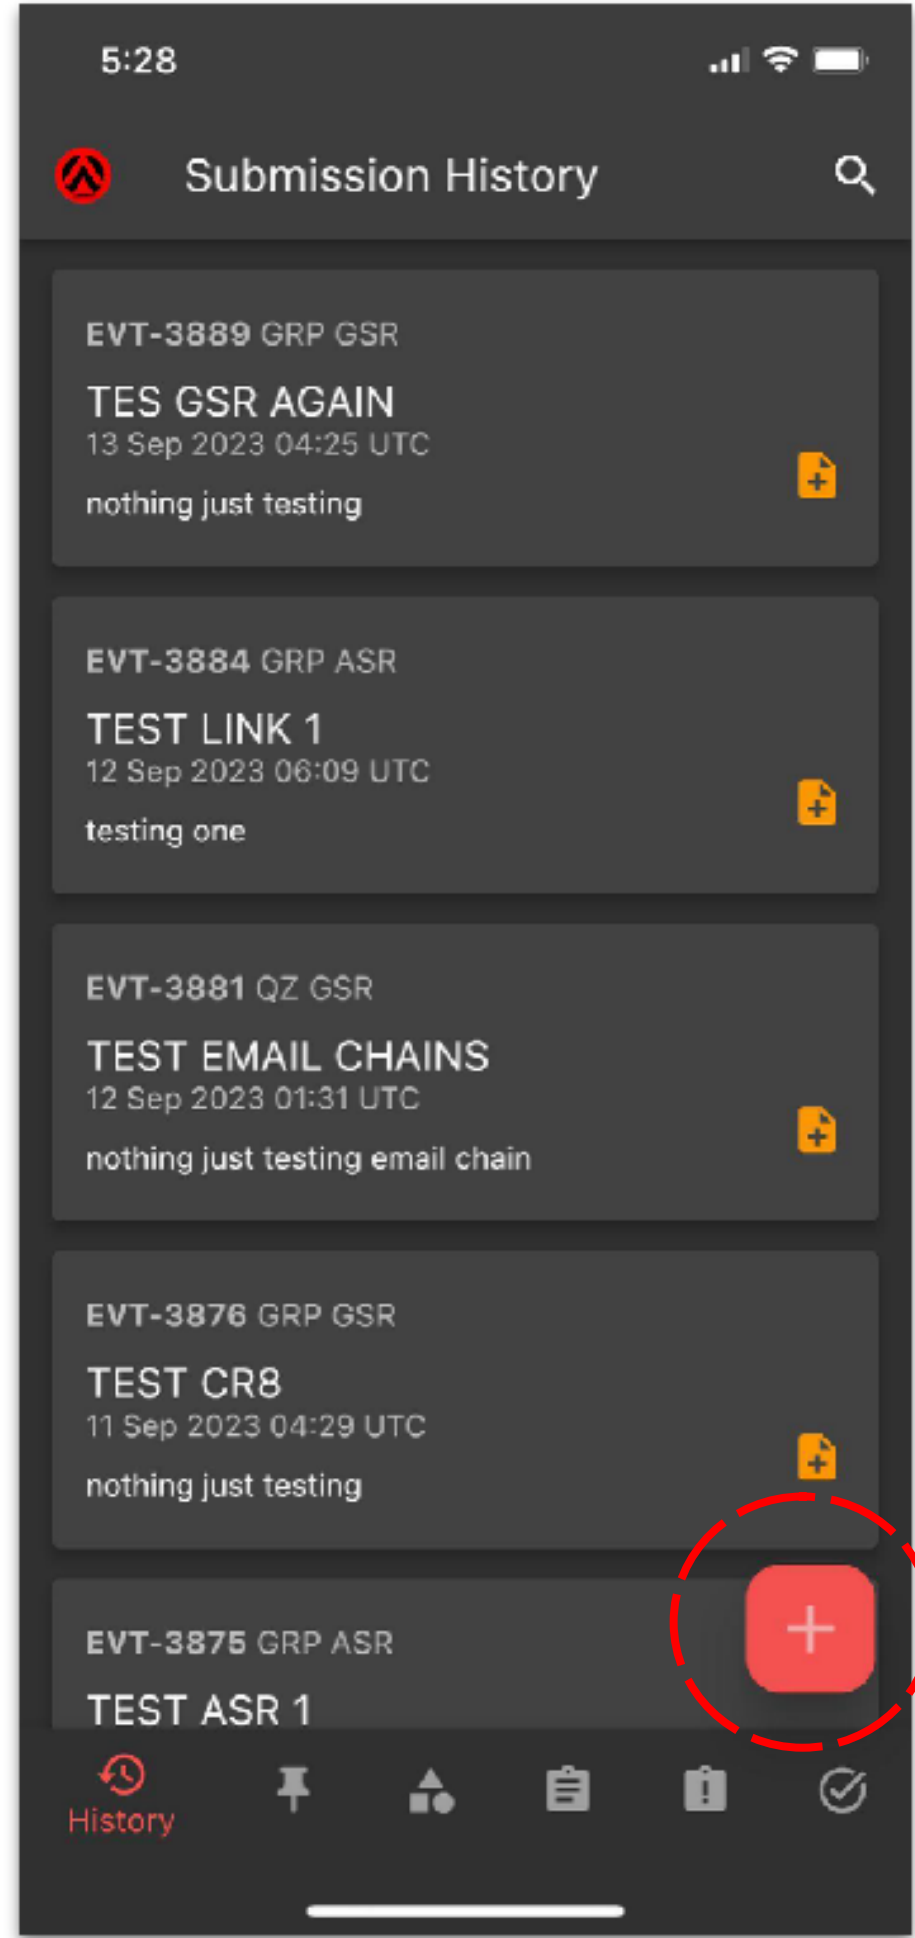 5:28
Submission History
EVT-3889 GRP GSR
TES GSR AGAIN
13 Sep 2023 04:25 UTC
nothing just testing
EVT-3884 GRP ASR
TEST LINK 1
12 Sep 2023 06:09 UTC
testing one
EVT-3881 QZ GSR
TEST EMAIL CHAINS
12 Sep 2023 01:31 UTC
nothing just testing email chain
EVT-3876 GRP GSR
TEST CR8
11 Sep 2023 04:29 UTC
nothing just testing
EVT-3875 GRP ASR
TEST ASR 1
History